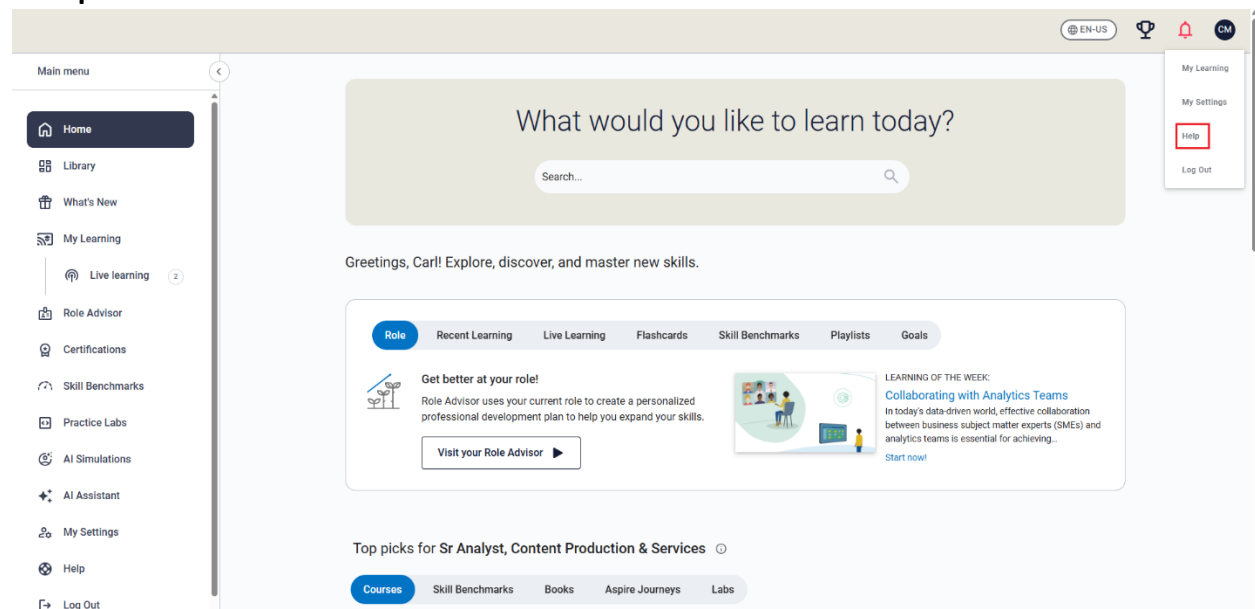 EN-US
CM
Main menu
My Learning
My Settings
Help
Log Out
Home
Library
What's New
My Learning
Live learning 2
Role Advisor
Certifications
Skill Benchmarks
Practice Labs
AI Simulations
AI Assistant
My Settings
Help
Log Out
What would you like to learn today?
Search...
Greetings, Carl! Explore, discover, and master new skills.
Role Recent Learning Live Learning Flashcards Skill Benchmarks Playlists Goals
Get better at your role!
Role Advisor uses your current role to create a personalized
professional development plan to help you expand your skills.
Visit your Role Advisor
LEARNING OF THE WEEK:
Collaborating with Analytics Teams
In today's data-driven world, effective collaboration
between business subject matter experts (SMEs) and
analytics teams is essential for achieving...
Start now!
Top picks for Sr Analyst, Content Production & Services
Courses Skill Benchmarks Books Aspire Journeys Labs